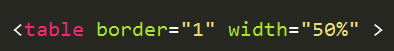 <table border="1" width="50%" >